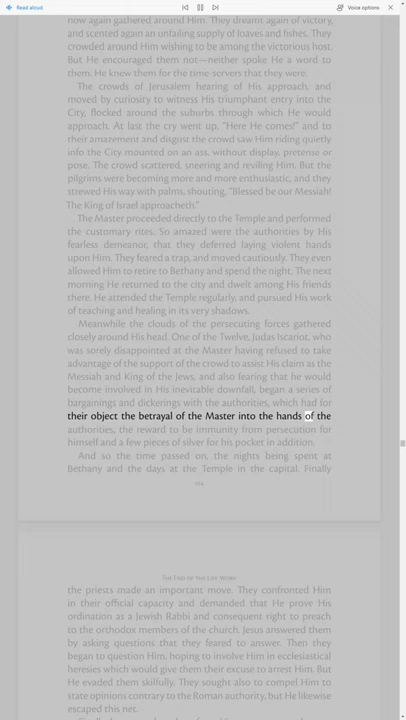 Read aloud
Voice options
now again gathered around Him. They dreamt again of victory,
and scented again an unfailing supply of loaves and fishes. They
crowded around Him wishing to be among the victorious host.
But He encouraged them not—neither spoke He a word to
them. He knew them for the time-servers that they were.
The crowds of Jerusalem hearing of His approach, and
moved by curiosity to witness His triumphant entry into the
City, flocked around the suburbs through which He would
approach. At last the cry went up, "Here He comes!" and to
their amazement and disgust the crowd saw Him riding quietly
info the City mounted on an ass, without display, pretense or
pose. The crowd scattered, sneering and reviling Him. But the
pilgrims were becoming more and more enthusiastic, and they
strewed His way with palms, shouting, "Blessed be our Messiah!
The King of Israel approacheth."
The Master proceeded directly to the Temple and performed
the customary rites. So amazed were the authorities by His
fearless demeanor, that they deferred laying violent hands
upon Him. They feared a trap, and moved cautiously. They even
allowed Him to retire to Bethany and spend the night. The next
morning He returned to the city and dwelt among His friends
there. He attended the Temple regularly, and pursued His work
of teaching and healing in its very shadows.
Meanwhile the clouds of the persecuting forces gathered
closely around His head. One of the Twelve, Judas Iscariot, who
was sorely disappointed at the Master having refused to take
advantage of the support of the crowd to assist His claim as the
Messiah and King of the Jews, and also fearing that he would
become involved in His inevitable downfall, began a series of
bargainings and dickerings with the authorities, which had for
their object the betrayal of the Master into the hands of the
authorities, the reward to be immunity from persecution for
himself and a few pieces of silver for his pocket in addition.
And so the time passed on, the nights being spent at
Bethany and the days at the Temple in the capital. Finally
The End of the Life Work
the priests made an important move. They confronted Him
in their official capacity and demanded that He prove His
ordination as a Jewish Rabbi and consequent right to preach
to the orthodox members of the church. Jesus answered them
by asking questions that they feared to answer. Then they
began to question Him, hoping to involve Him in ecclesiastical
heresies which would give them their excuse to arrest Him. But
He evaded them skilfully. They sought also to compel Him to
state opinions contrary to the Roman authority, but He likewise
escaped this net.